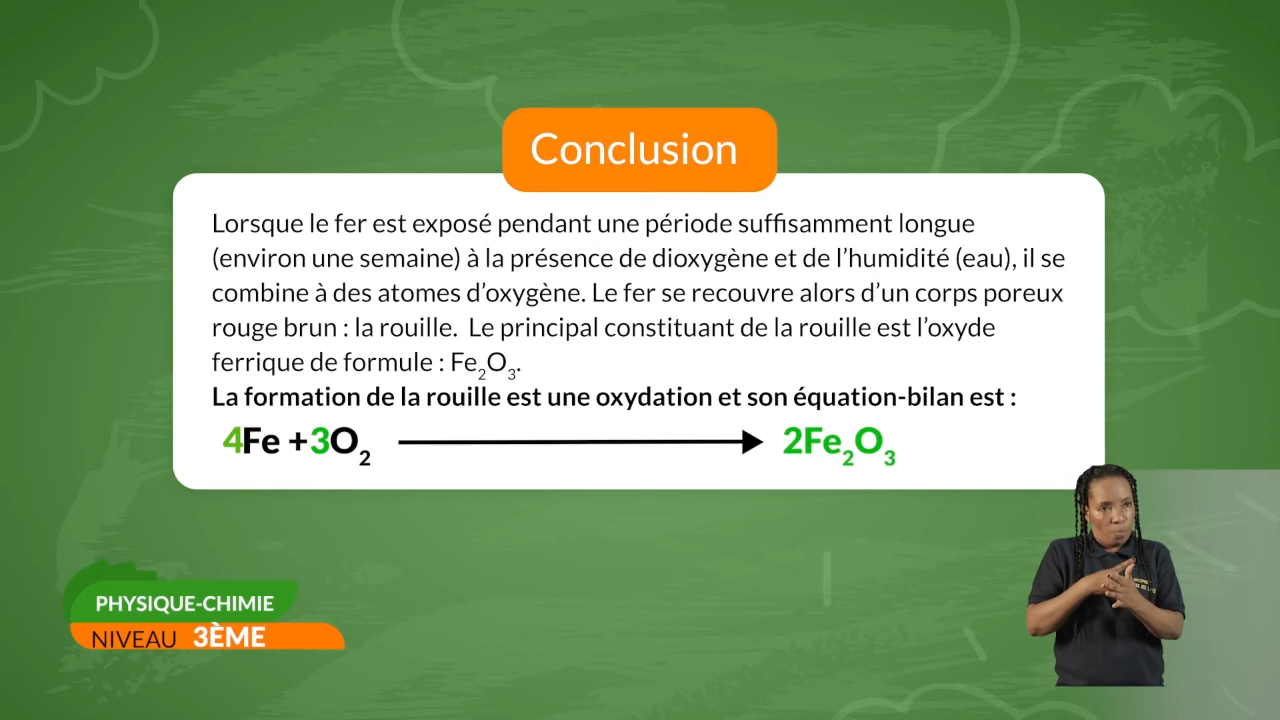 Conclusion
Lorsque le fer est exposé pendant une période suffisamment longue
(environ une semaine) à la présence de dioxygène et de l’humidité (eau), il se
combine à des atomes d’oxygène. Le fer se recouvre alors d’un corps poreux
rouge brun : la rouille. Le principal constituant de la rouille est l’oxyde
ferrique de formule : Fe₂O₃.
La formation de la rouille est une oxydation et son équation-bilan est :
4Fe +3O₂ ⟶ 2Fe₂O₃
PHYSIQUE-CHIMIE
NIVEAU 3ÈME